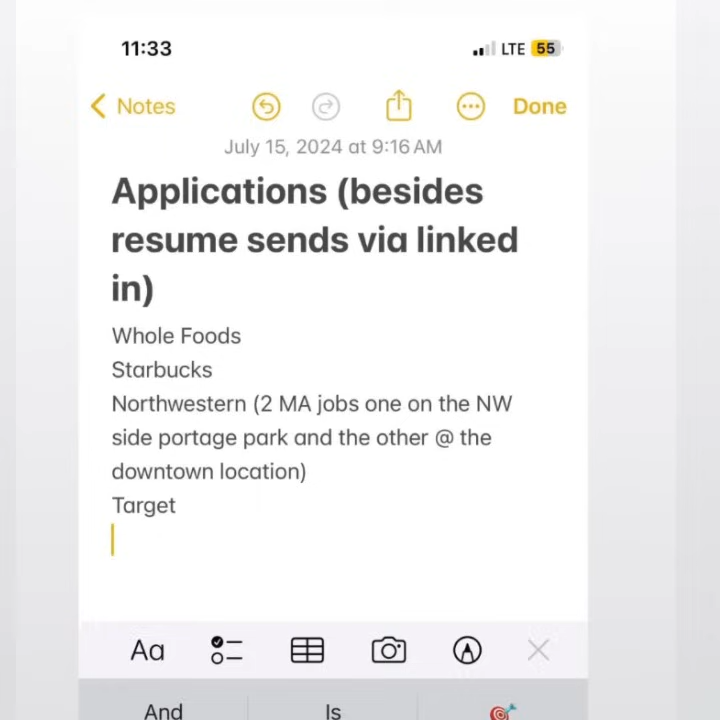 11:33
LTE 55
Notes
Done
July 15, 2024 at 9:16 AM
Applications (besides
resume sends via linked
in)
Whole Foods
Starbucks
Northwestern (2 MA jobs one on the NW
side portage park and the other @ the
downtown location)
Target
Aa
And Is